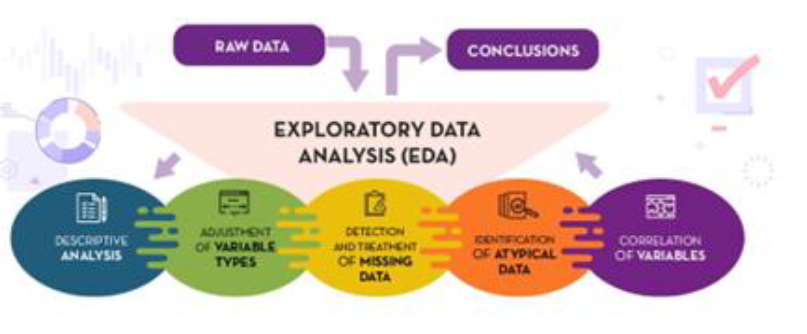 RAW DATA
CONCLUSIONS
EXPLORATORY DATA
ANALYSIS (EDA)
DESCRIPTIVE
ANALYSIS
ADJUSTMENT
OF VARIABLE
TYPES
DETECTION
AND TREATMENT
OF MISSING
DATA
IDENTIFICATION
OF ATYPICAL
DATA
CORRELATION
OF VARIABLES